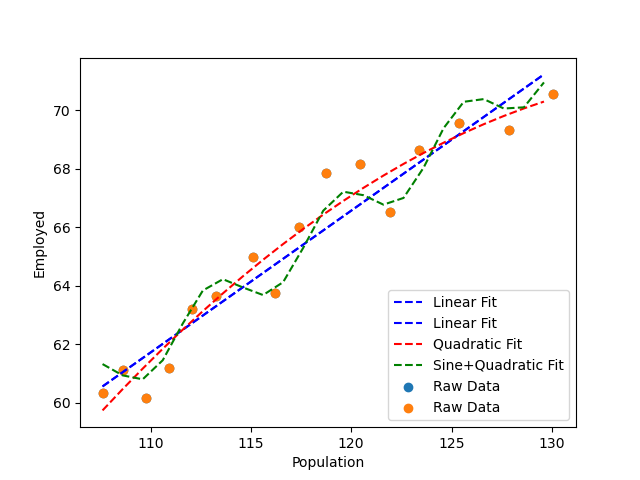 70
68
66
64
62
60
Employed
110
115
120
125
130
Population
Linear Fit
Linear Fit
Quadratic Fit
Sine+Quadratic Fit
Raw Data
Raw Data